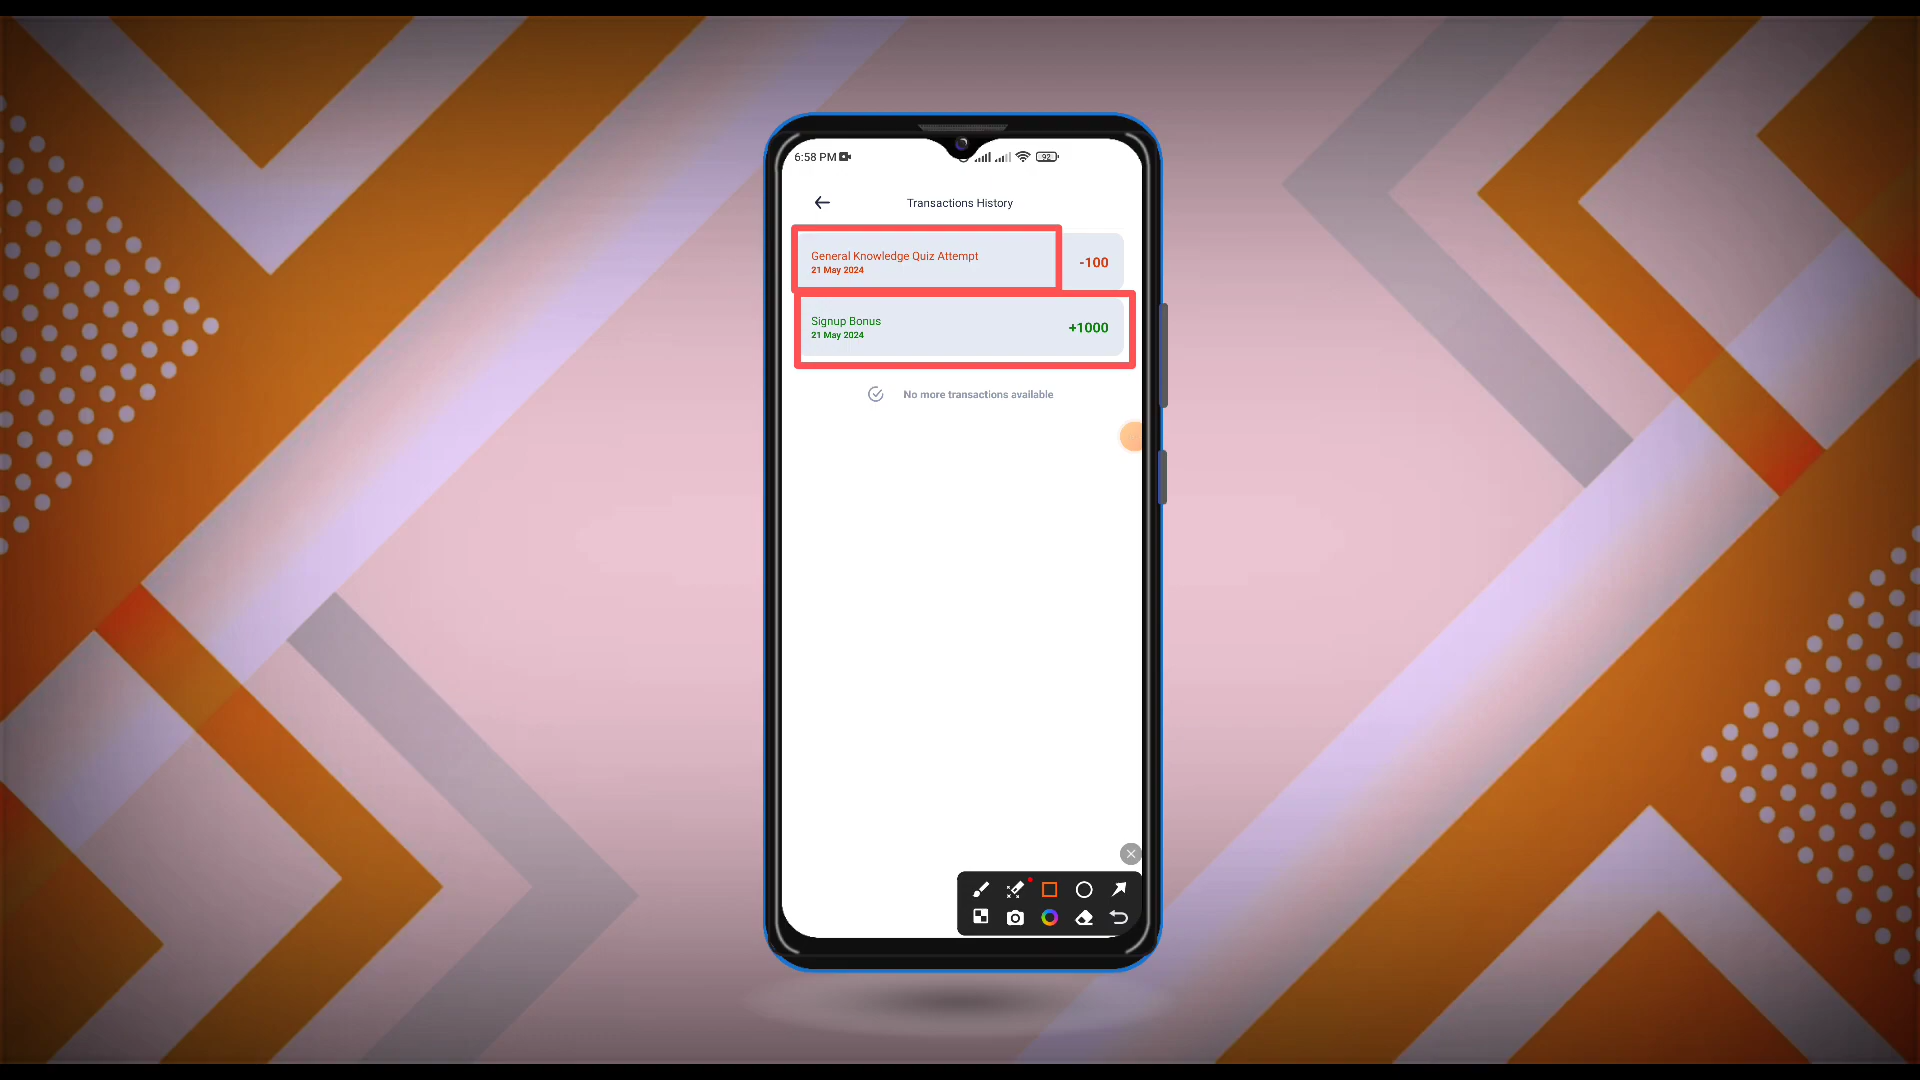 6:58 PM
92
Transactions History
General Knowledge Quiz Attempt
21 May 2024
-100
Signup Bonus
21 May 2024
+1000
No more transactions available